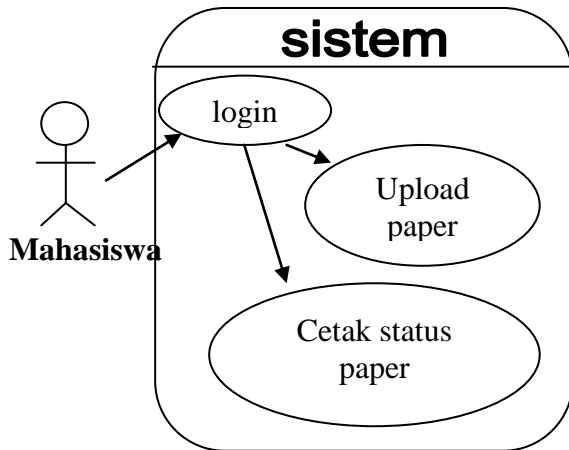 sistem
login
Upload
paper
Mahasiswa
Cetak status
paper